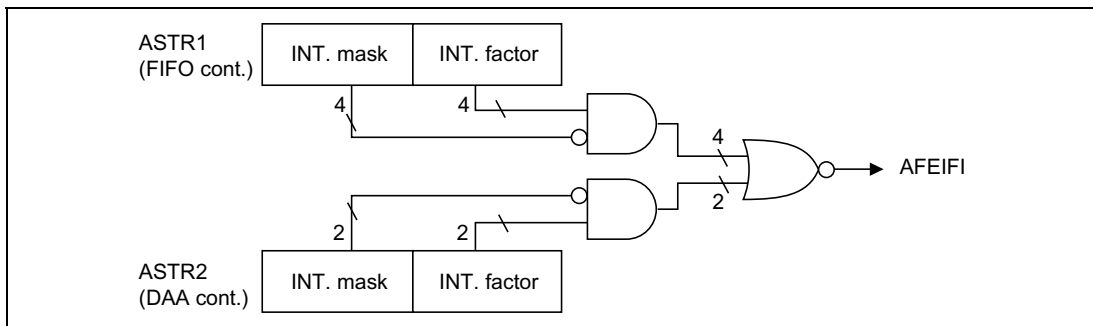 ASTR1
(FIFO cont.)
INT. mask
INT. factor
4
4
4
AFEIFI
2
2
2
ASTR2
(DAA cont.)
INT. mask
INT. factor